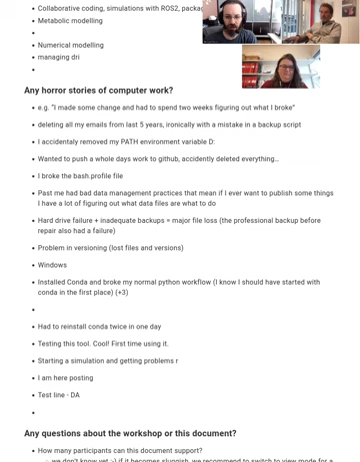 Collaborative coding, simulations with ROS2, packa
Metabolic modelling
Numerical modelling
managing dri
Any horror stories of computer work?
e.g. "I made some change and had to spend two weeks figuring out what I broke"
deleting all my emails from last 5 years, ironically with a mistake in a backup script
I accidentaly removed my PATH environment variable D:
Wanted to push a whole days work to github, accidently deleted everything...
I broke the bash.profile file
Past me had bad data management practices that mean if I ever want to publish some things
I have a lot of figuring out what data files are what to do
Hard drive failure + inadequate backups = major file loss (the professional backup before
repair also had a failure)
Problem in versioning (lost files and versions)
Windows
Installed Conda and broke my normal python workflow (I know I should have started with
conda in the first place) (+3)
Had to reinstall conda twice in one day
Testing this tool. Cool! First time using it.
Starting a simulation and getting problems r
I am here posting
Test line - DA
Any questions about the workshop or this document?
How many participants can this document support?
we don't know yet :-) if it becomes sluggish, we recommend to switch to view mode for a